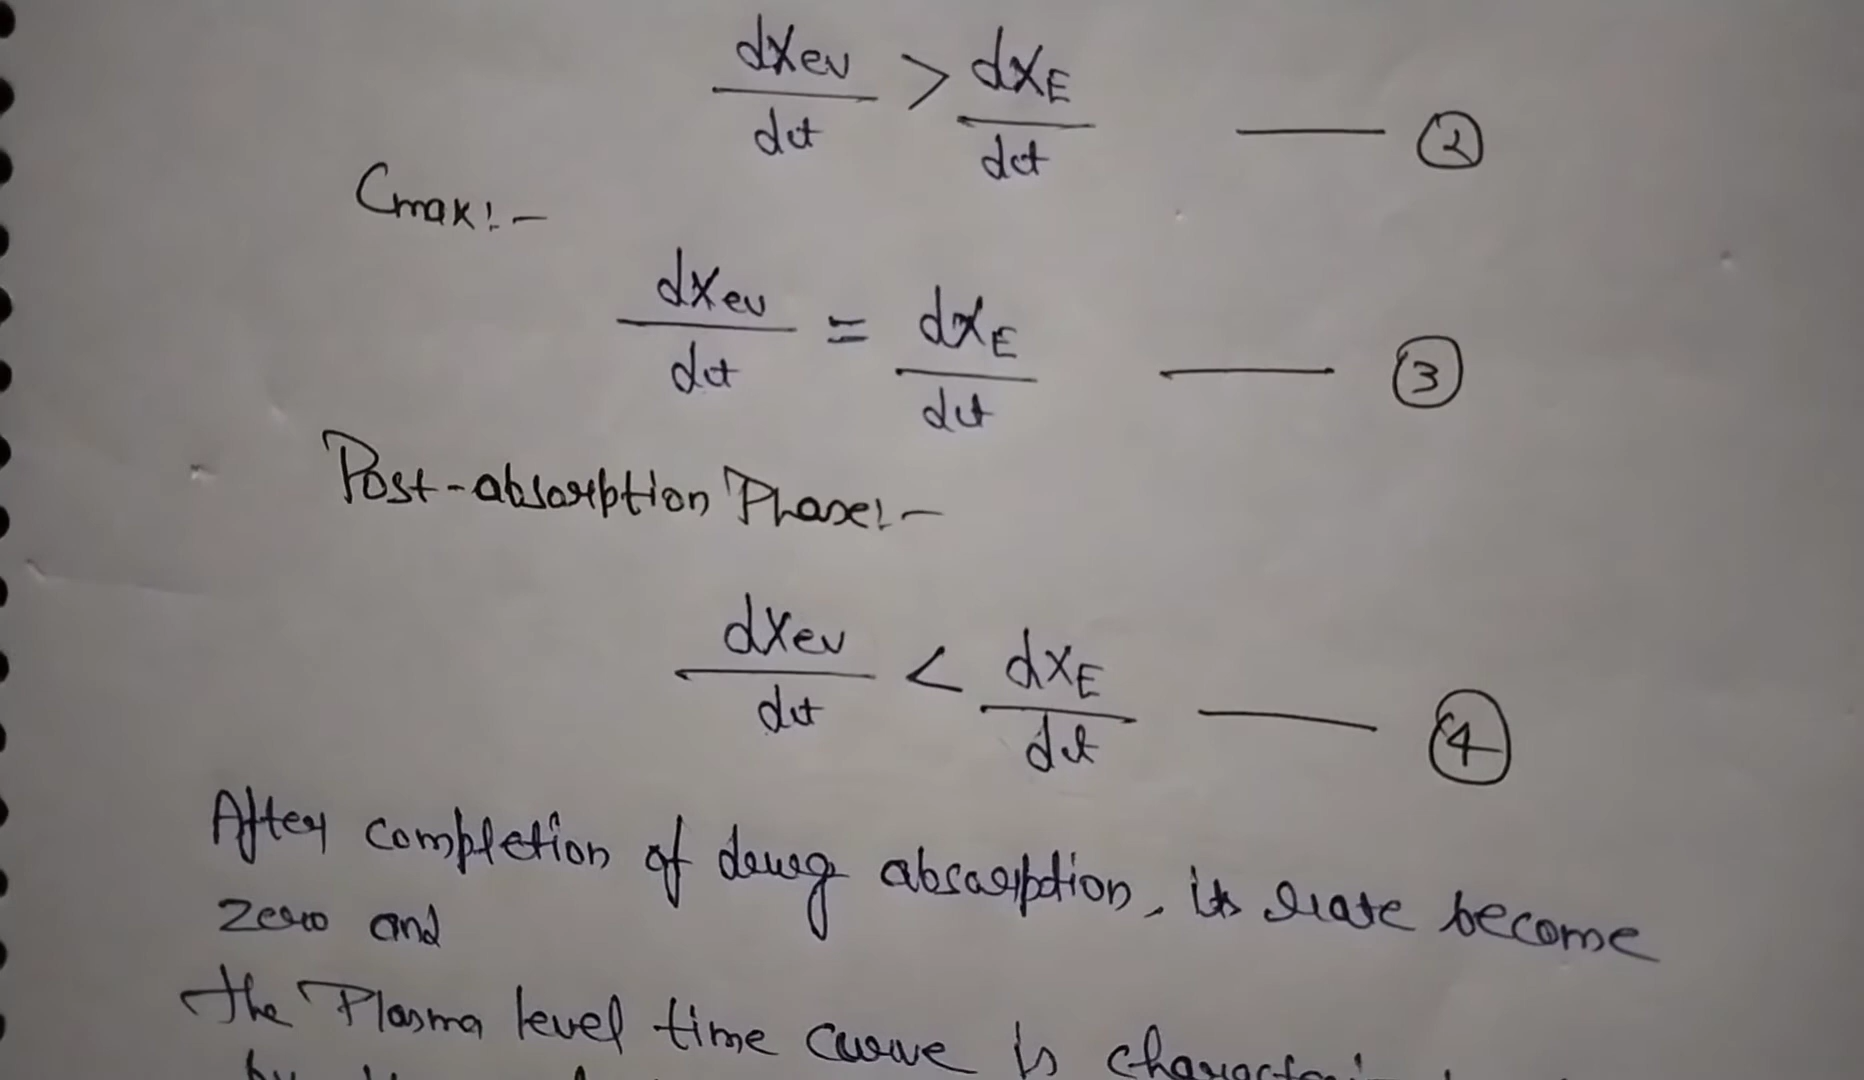 dXev/dt > dXE/dt —— ②
Cmax:-
dXev/dt = dXE/dt —— ③
Post-absorption Phase:-
dXev/dt < dXE/dt —— ④
After completion of drug absorption, its rate become
zero and
the Plasma level time curve is
by